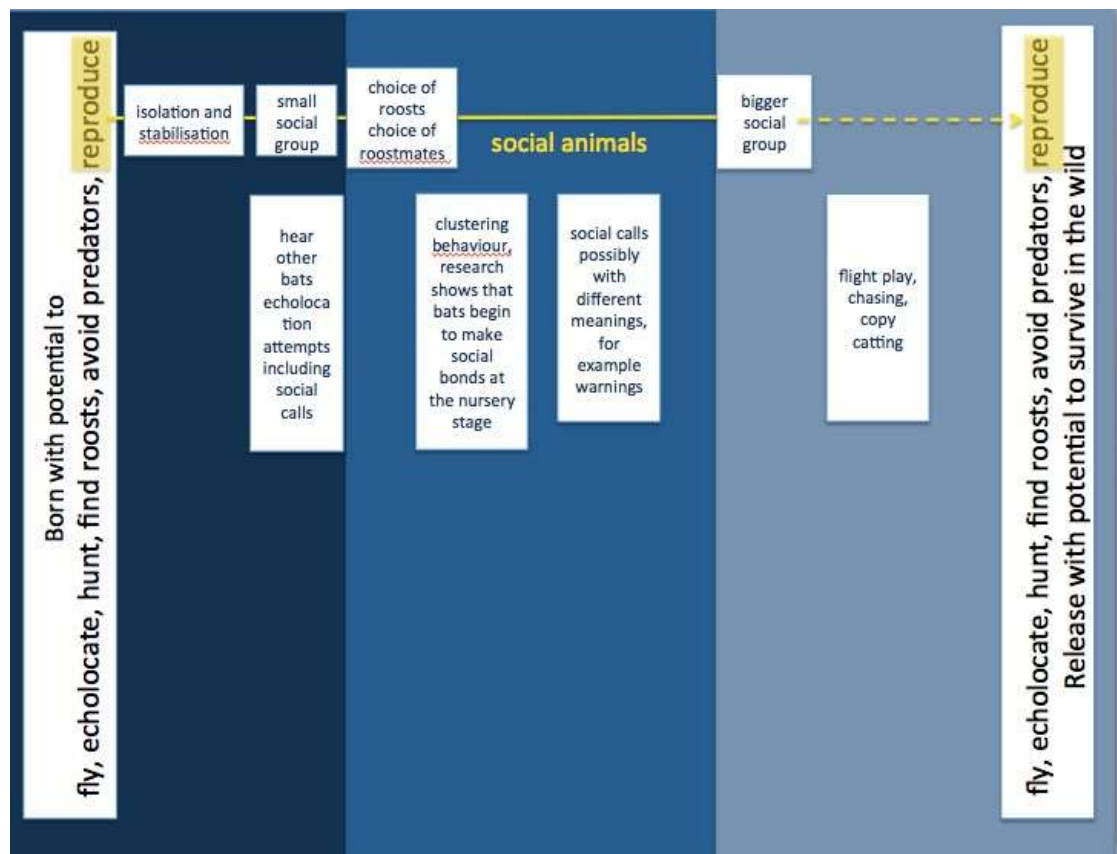 Born with potential to
fly, echolocate, hunt, find roosts, avoid predators, reproduce
isolation and
stabilisation
small
social
group
choice of
roosts
choice of
roostmates
social animals
bigger
social
group
hear
other
bats
echoloca
tion
attempts
including
social
calls
clustering
behaviour,
research
shows that
bats begin
to make
social
bonds at
the nursery
stage
social calls
possibly
with
different
meanings,
for
example
warnings
flight play,
chasing,
copy
catting
fly, echolocate, hunt, find roosts, avoid predators, reproduce
Release with potential to survive in the wild